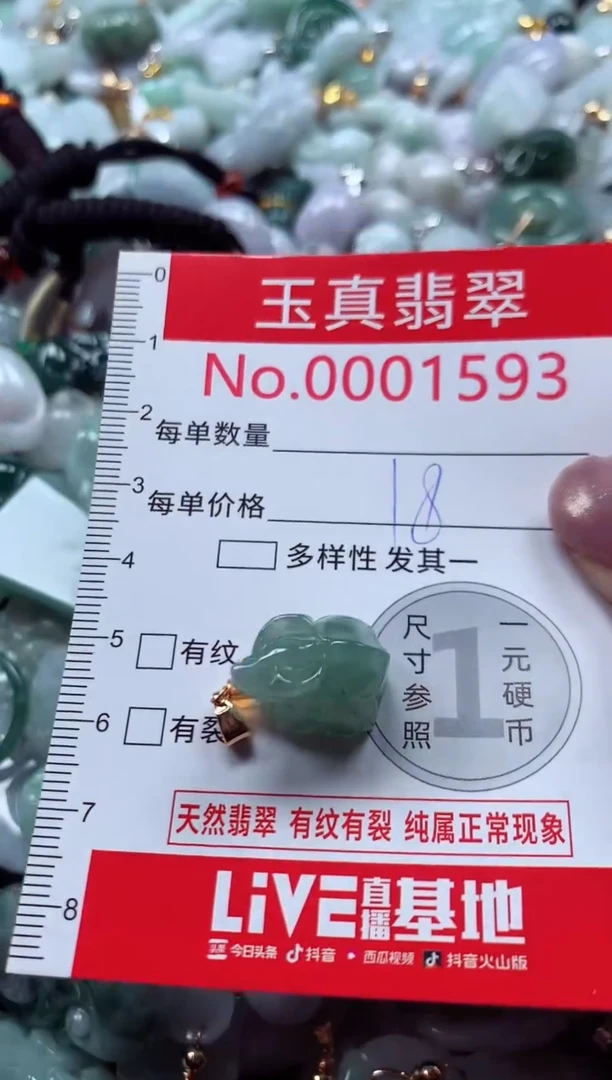 0
玉真翡翠
1
No.0001593
2
每单数量
3
每单价格 18
4
多样性 发其一
5
有纹
尺寸参照
1
一元硬币
6
有裂
7
天然翡翠 有纹有裂 纯属正常现象
8
LiVE直播基地
头条 今日头条 抖音 西瓜视频 抖音火山版